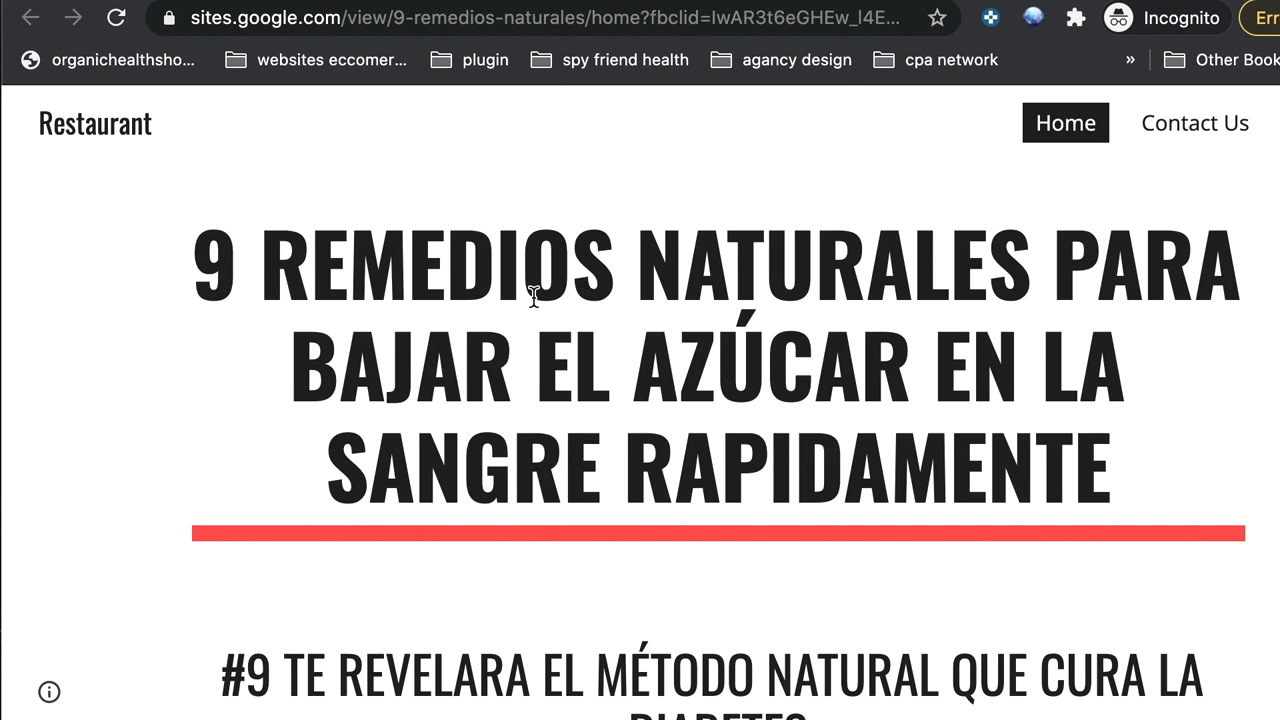 sites.google.com/view/9-remedios-naturales/home?fbclid=IwAR3t6eGHEw_l4E...
Incognito
Err
organichealthsho...
websites eccomer...
plugin
spy friend health
agancy design
cpa network
»
Other Book
Restaurant
Home
Contact Us
9 REMEDIOS NATURALES PARA
BAJAR EL AZÚCAR EN LA
SANGRE RAPIDAMENTE
#9 TE REVELARA EL MÉTODO NATURAL QUE CURA LA
DIABETES